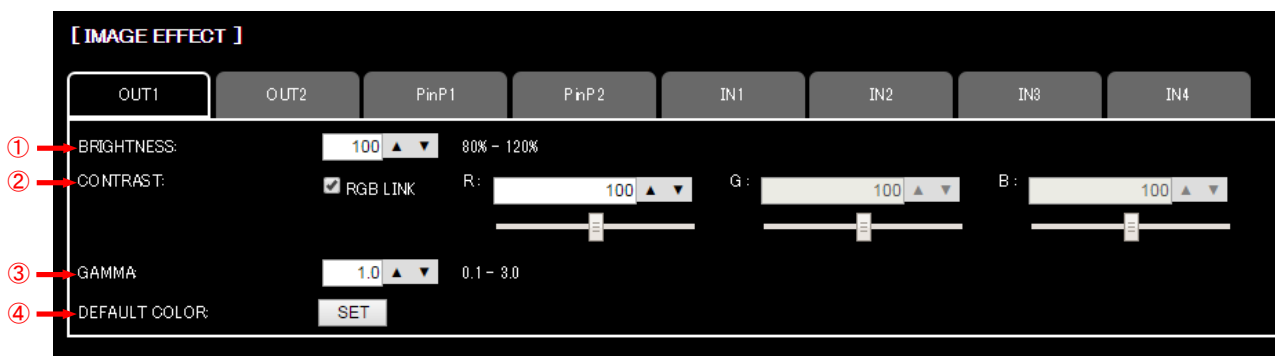 [ IMAGE EFFECT ]
OUT1 OUT2 PinP1 PinP2 IN1 IN2 IN3 IN4
① BRIGHTNESS: 100 ▲ ▼ 80% - 120%
② CONTRAST: RGB LINK R: 100 ▲ ▼ G: 100 ▲ ▼ B: 100 ▲ ▼
③ GAMMA: 1.0 ▲ ▼ 0.1 - 3.0
④ DEFAULT COLOR: SET